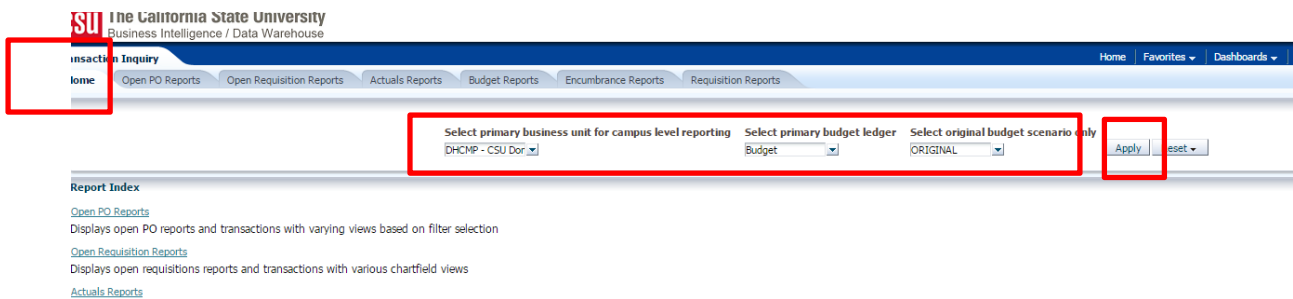 CSU The California State University
Business Intelligence / Data Warehouse
ansaction Inquiry
Home Favorites Dashboards
Home Open PO Reports Open Requisition Reports Actuals Reports Budget Reports Encumbrance Reports Requisition Reports
Select primary business unit for campus level reporting Select primary budget ledger Select original budget scenario only
DHCMP - CSU Dor Budget ORIGINAL Apply Reset
Report Index
Open PO Reports
Displays open PO reports and transactions with varying views based on filter selection
Open Requisition Reports
Displays open requisitions reports and transactions with various chartfield views
Actuals Reports